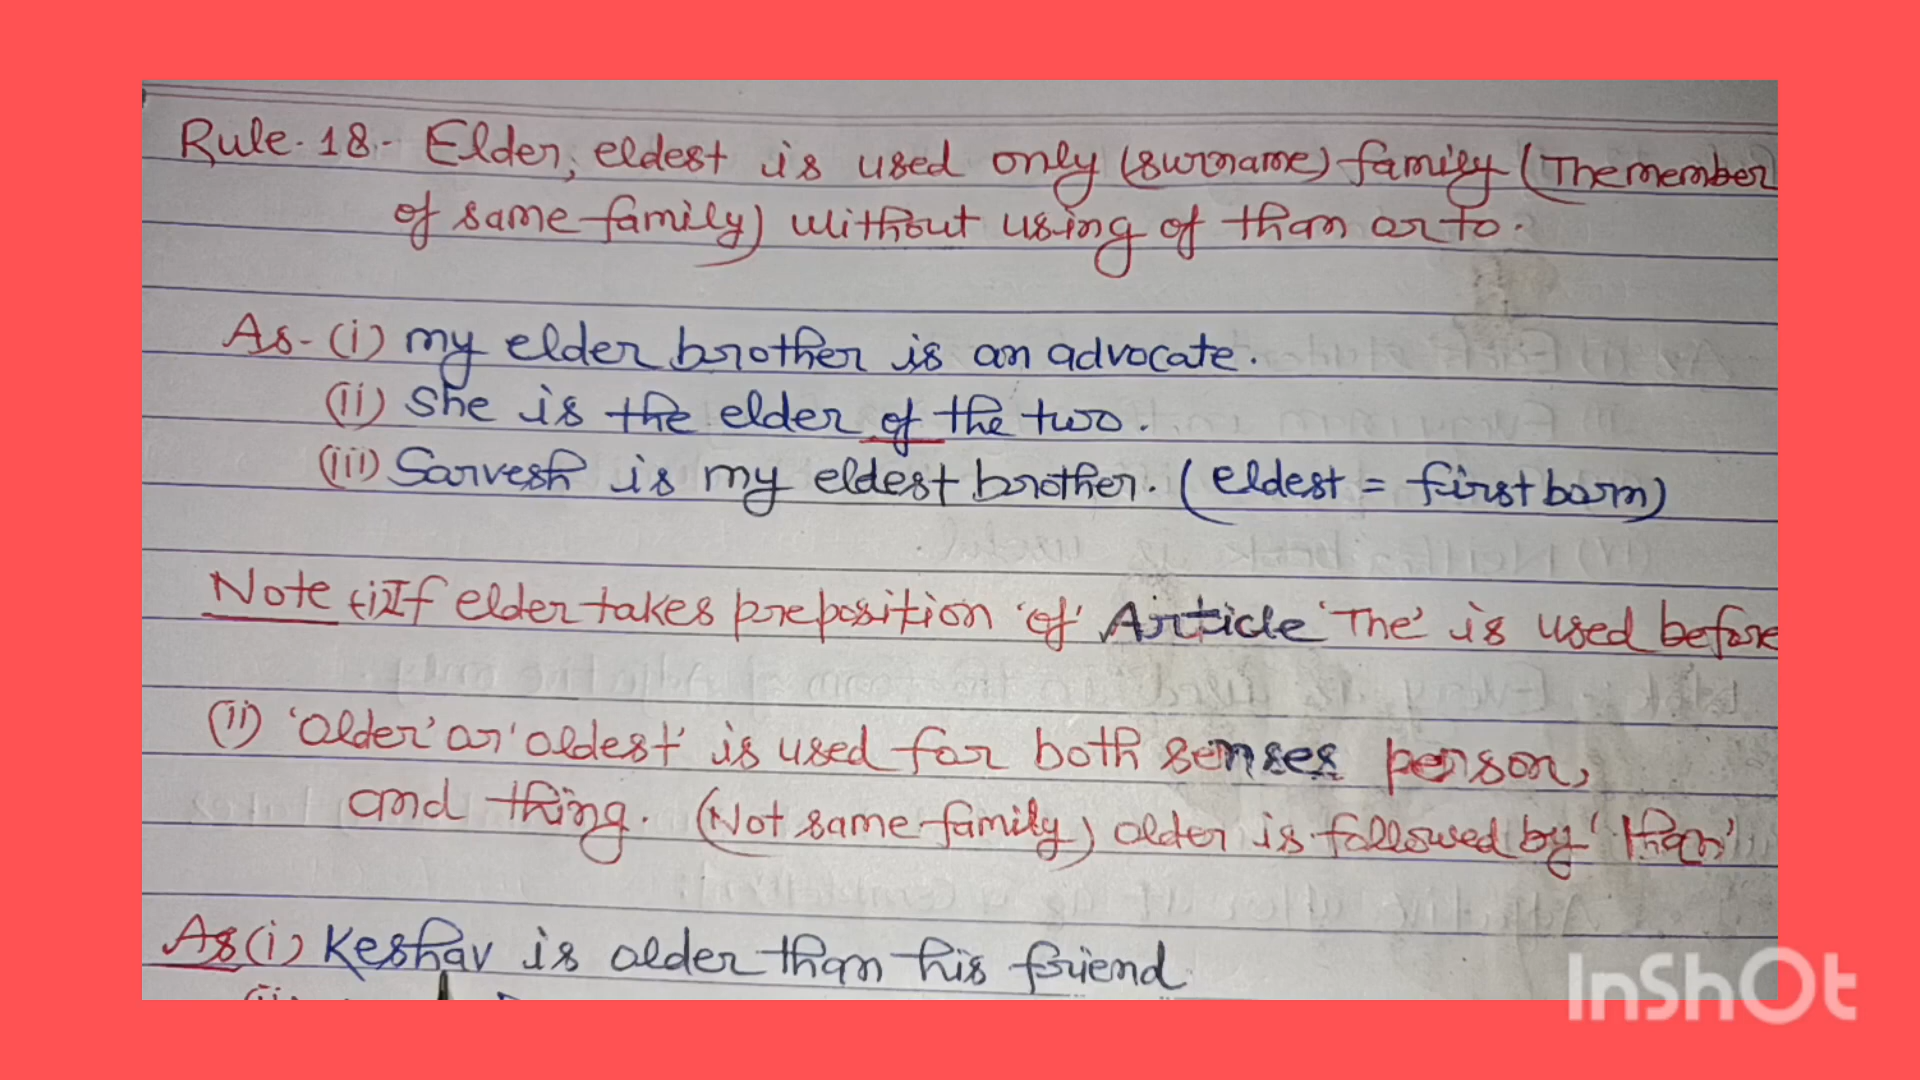 Rule. 18.- Elder, eldest is used only (surname) family (The member
of same family) without using of than or to.
As- (i) my elder brother is an advocate.
(ii) She is the elder of the two.
(iii) Sarvesh is my eldest brother. (eldest = first born)
Note (i) If elder takes preposition 'of' Article 'The' is used before
(ii) 'older' or 'oldest' is used for both senses person,
and thing. (Not same family) older is followed by 'than'
As (i) Keshav is older than his friend
InShOt